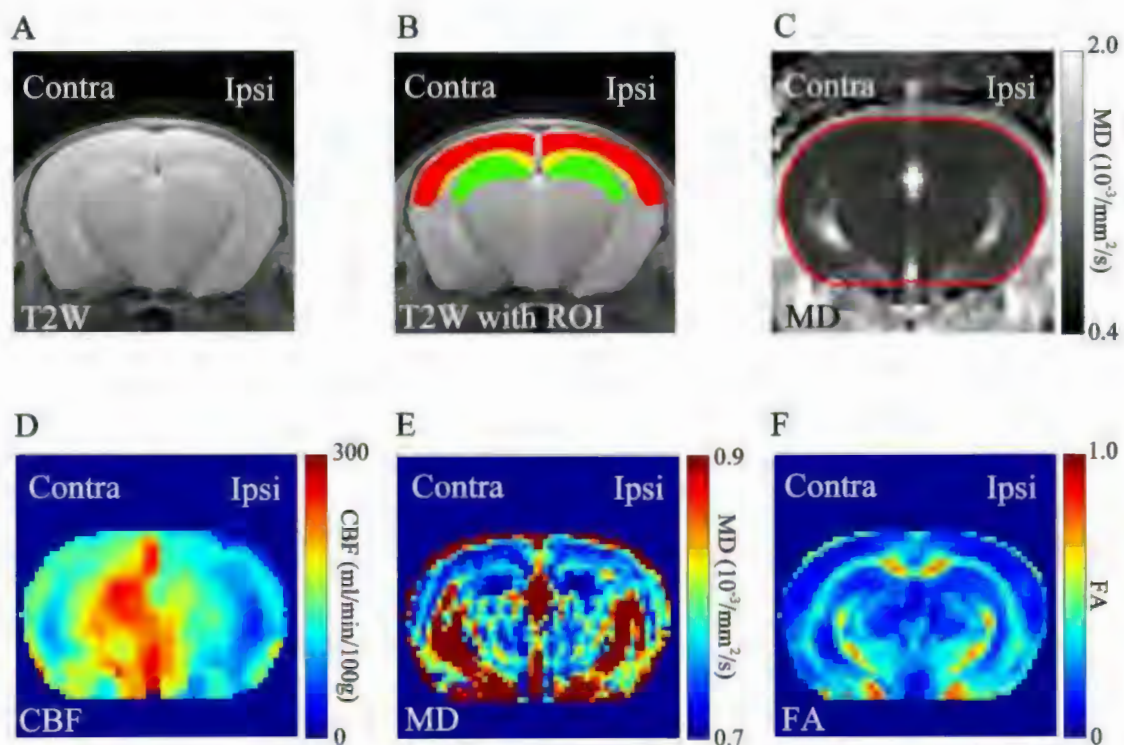 A
Contra Ipsi
T2W
B
Contra Ipsi
T2W with ROI
C
Contra Ipsi
MD
2.0
MD (10⁻³/mm²/s)
0.4
D
Contra Ipsi
CBF
300
CBF (ml/min/100g)
0
E
Contra Ipsi
MD
0.9
MD (10⁻³/mm²/s)
0.7
F
Contra Ipsi
FA
1.0
FA
0